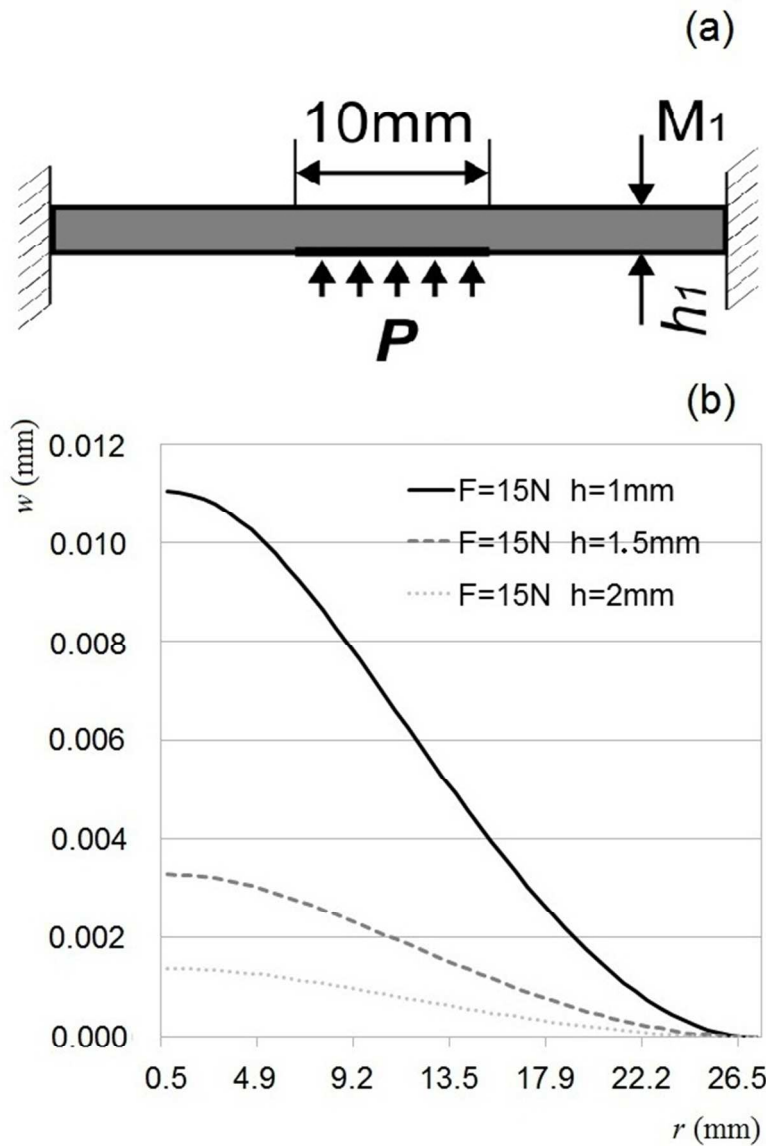 (a)
10mm
M1
h1
P
(b)
w (mm)
0.012
0.010
0.008
0.006
0.004
0.002
0.000
F=15N h=1mm
F=15N h=1.5mm
F=15N h=2mm
0.5 4.9 9.2 13.5 17.9 22.2 26.5
r (mm)